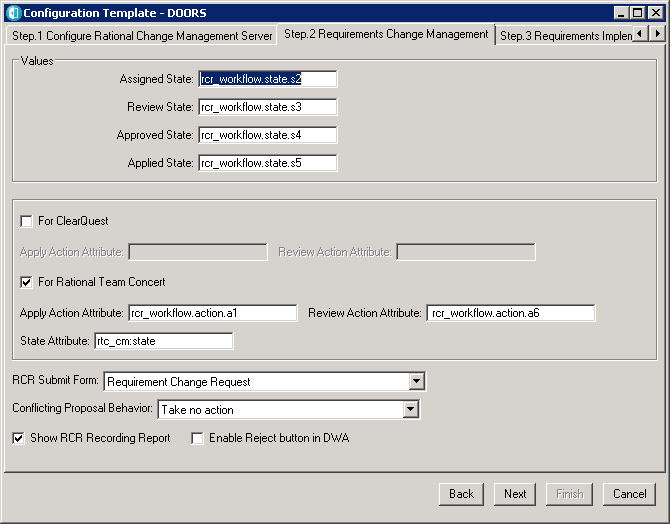 Configuration Template - DOORS
Step.1 Configure Rational Change Management Server Step.2 Requirements Change Management Step.3 Requirements Implem
Values
Assigned State: rcr_workflow.state.s2
Review State: rcr_workflow.state.s3
Approved State: rcr_workflow.state.s4
Applied State: rcr_workflow.state.s5
For ClearQuest
Apply Action Attribute: Review Action Attribute:
For Rational Team Concert
Apply Action Attribute: rcr_workflow.action.a1 Review Action Attribute: rcr_workflow.action.a6
State Attribute: rtc_cm:state
RCR Submit Form: Requirement Change Request
Conflicting Proposal Behavior: Take no action
Show RCR Recording Report Enable Reject button in DWA
Back Next Finish Cancel